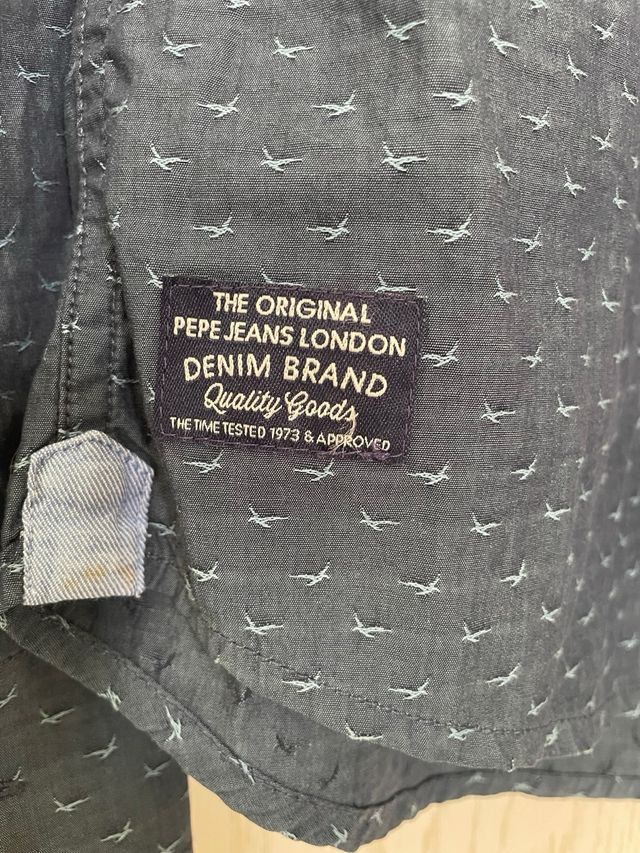 THE ORIGINAL
PEPE JEANS LONDON
DENIM BRAND
Quality Goods
THE TIME TESTED 1973 & APPROVED